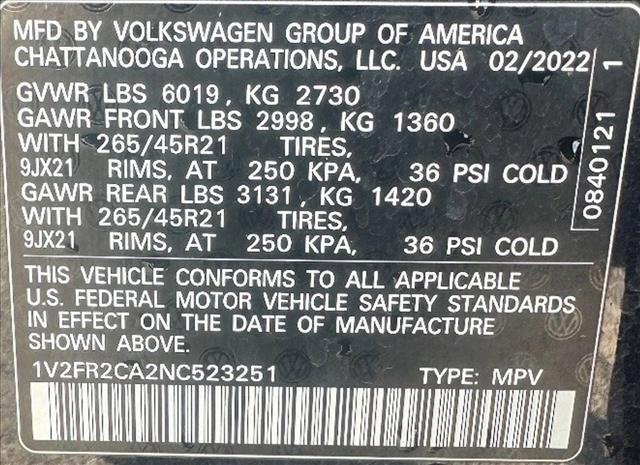 MFD BY VOLKSWAGEN GROUP OF AMERICA
CHATTANOOGA OPERATIONS, LLC. USA 02/2022
GVWR LBS 6019, KG 2730
GAWR FRONT LBS 2998, KG 1360
WITH 265/45R21 TIRES,
9JX21 RIMS, AT 250 KPA, 36 PSI COLD
GAWR REAR LBS 3131, KG 1420
WITH 265/45R21 TIRES,
9JX21 RIMS, AT 250 KPA, 36 PSI COLD
THIS VEHICLE CONFORMS TO ALL APPLICABLE
U.S. FEDERAL MOTOR VEHICLE SAFETY STANDARDS
IN EFFECT ON THE DATE OF MANUFACTURE
SHOWN ABOVE.
1V2FR2CA2NC523251 TYPE: MPV
0840121 1